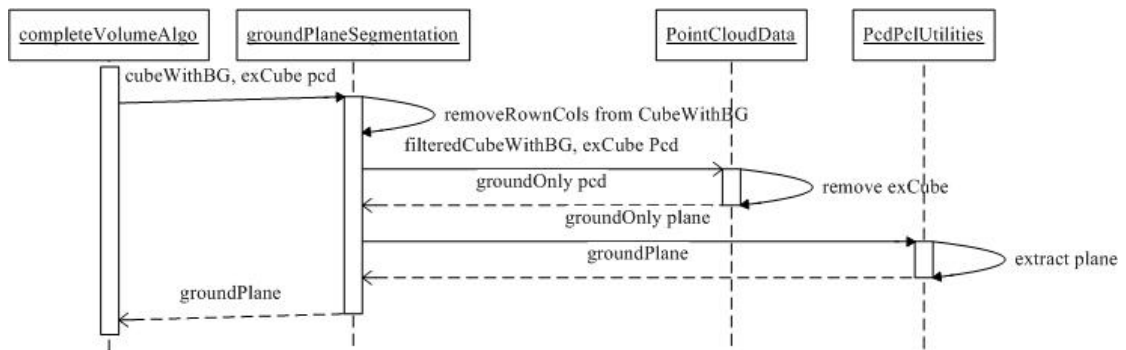 completeVolumeAlgo
groundPlaneSegmentation
PointCloudData
PcdPclUtilities
cubeWithBG, exCube pcd
removeRownCols from CubeWithBG
filteredCubeWithBG, exCube Pcd
groundOnly pcd
remove exCube
groundOnly plane
groundPlane
extract plane
groundPlane